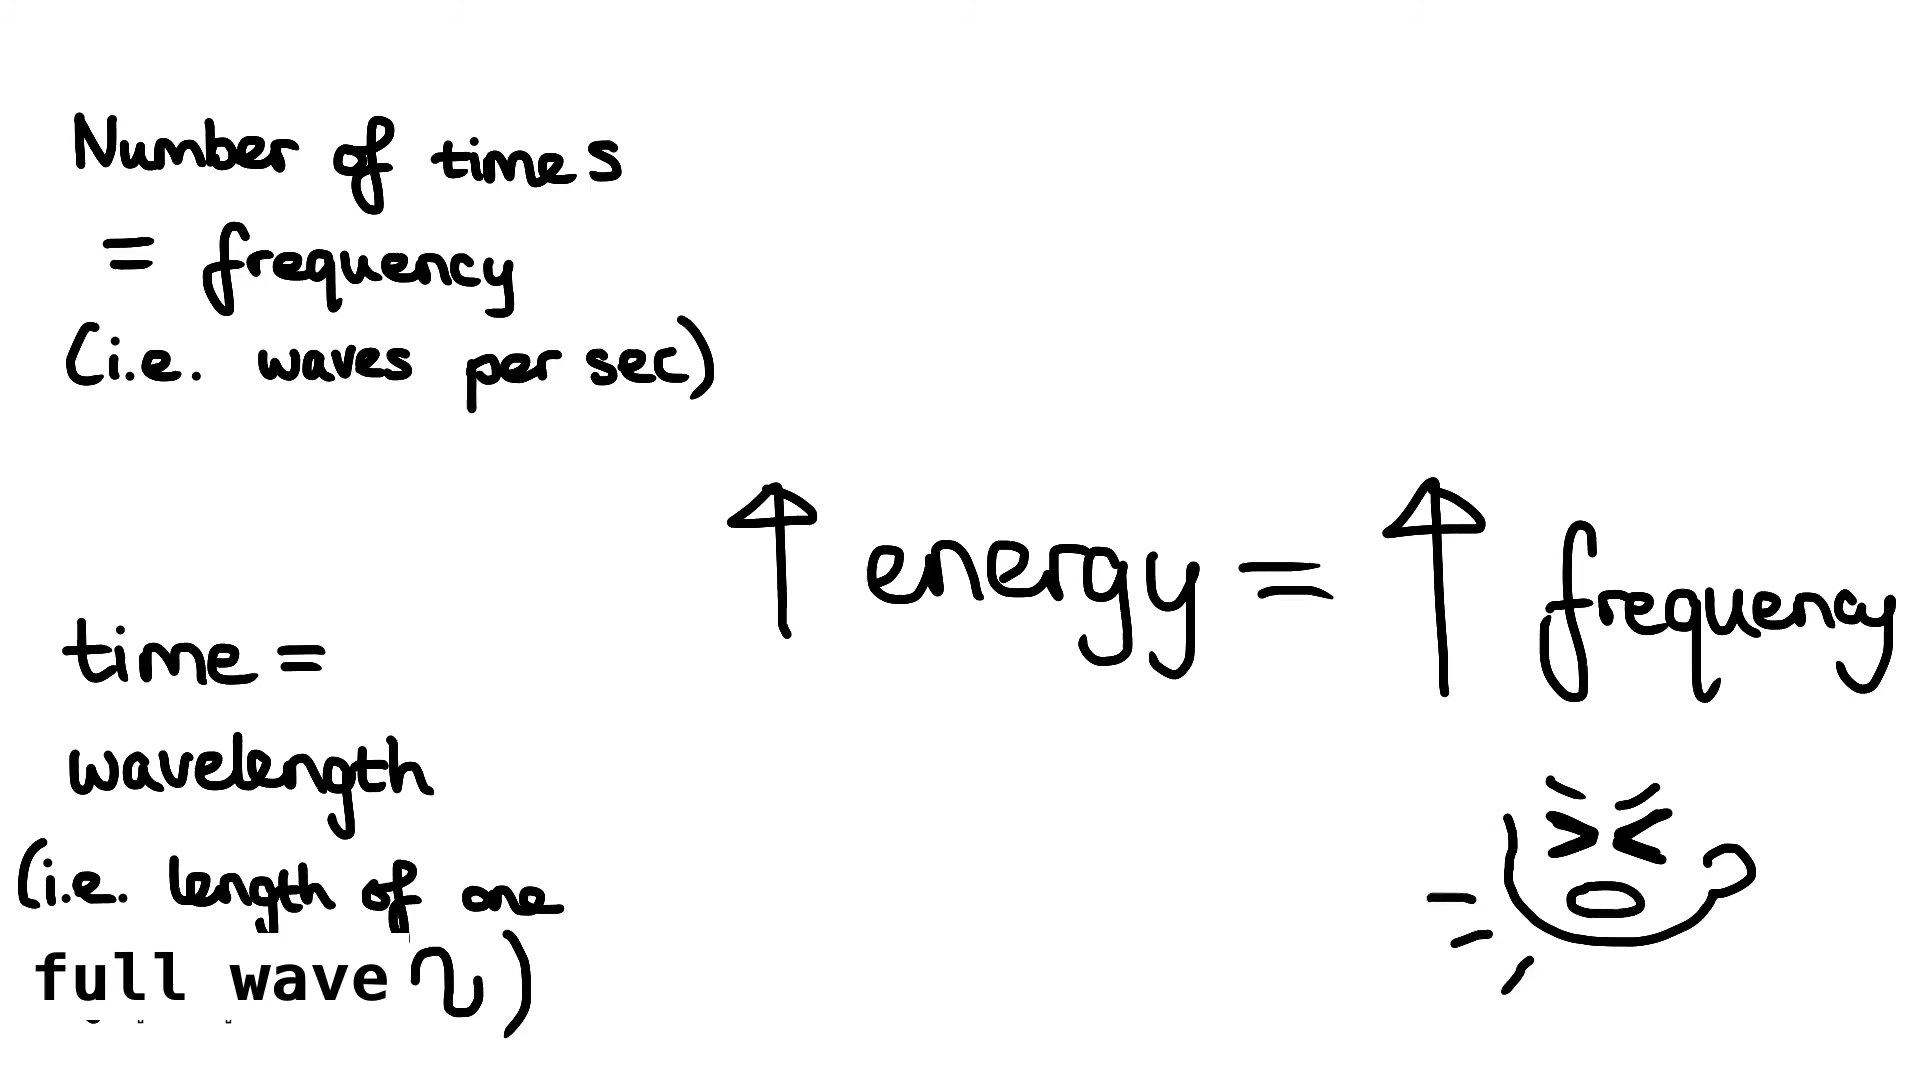 Number of times
= frequency
(i.e. waves per sec)
↑ energy = ↑ frequency
time =
wavelength
(i.e. length of one
full wave )